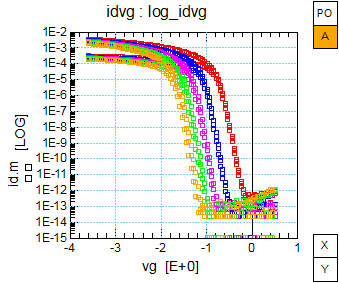 idvg : log_idvg
PO
A
1E-2
1E-3
1E-4
1E-5
1E-6
1E-7
1E-8
1E-9
1E-10
1E-11
1E-12
1E-13
1E-14
1E-15
id.m [LOG]
-4 -3 -2 -1 0 1
vg [E+0]
X
Y